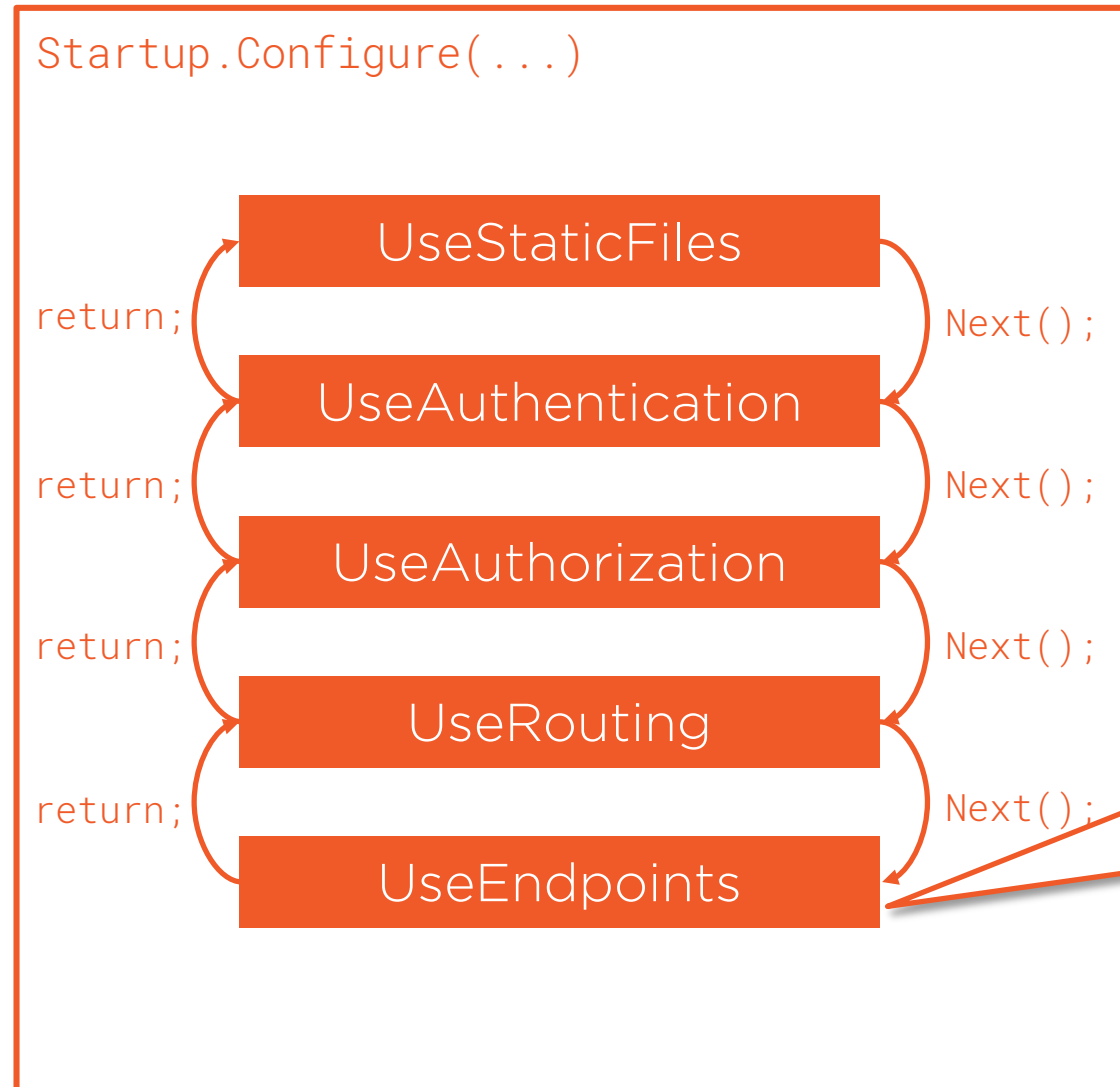 Startup.Configure(...)
UseStaticFiles
return;
Next();
UseAuthentication
return;
Next();
UseAuthorization
return;
Next();
UseRouting
return;
Next();
UseEndpoints